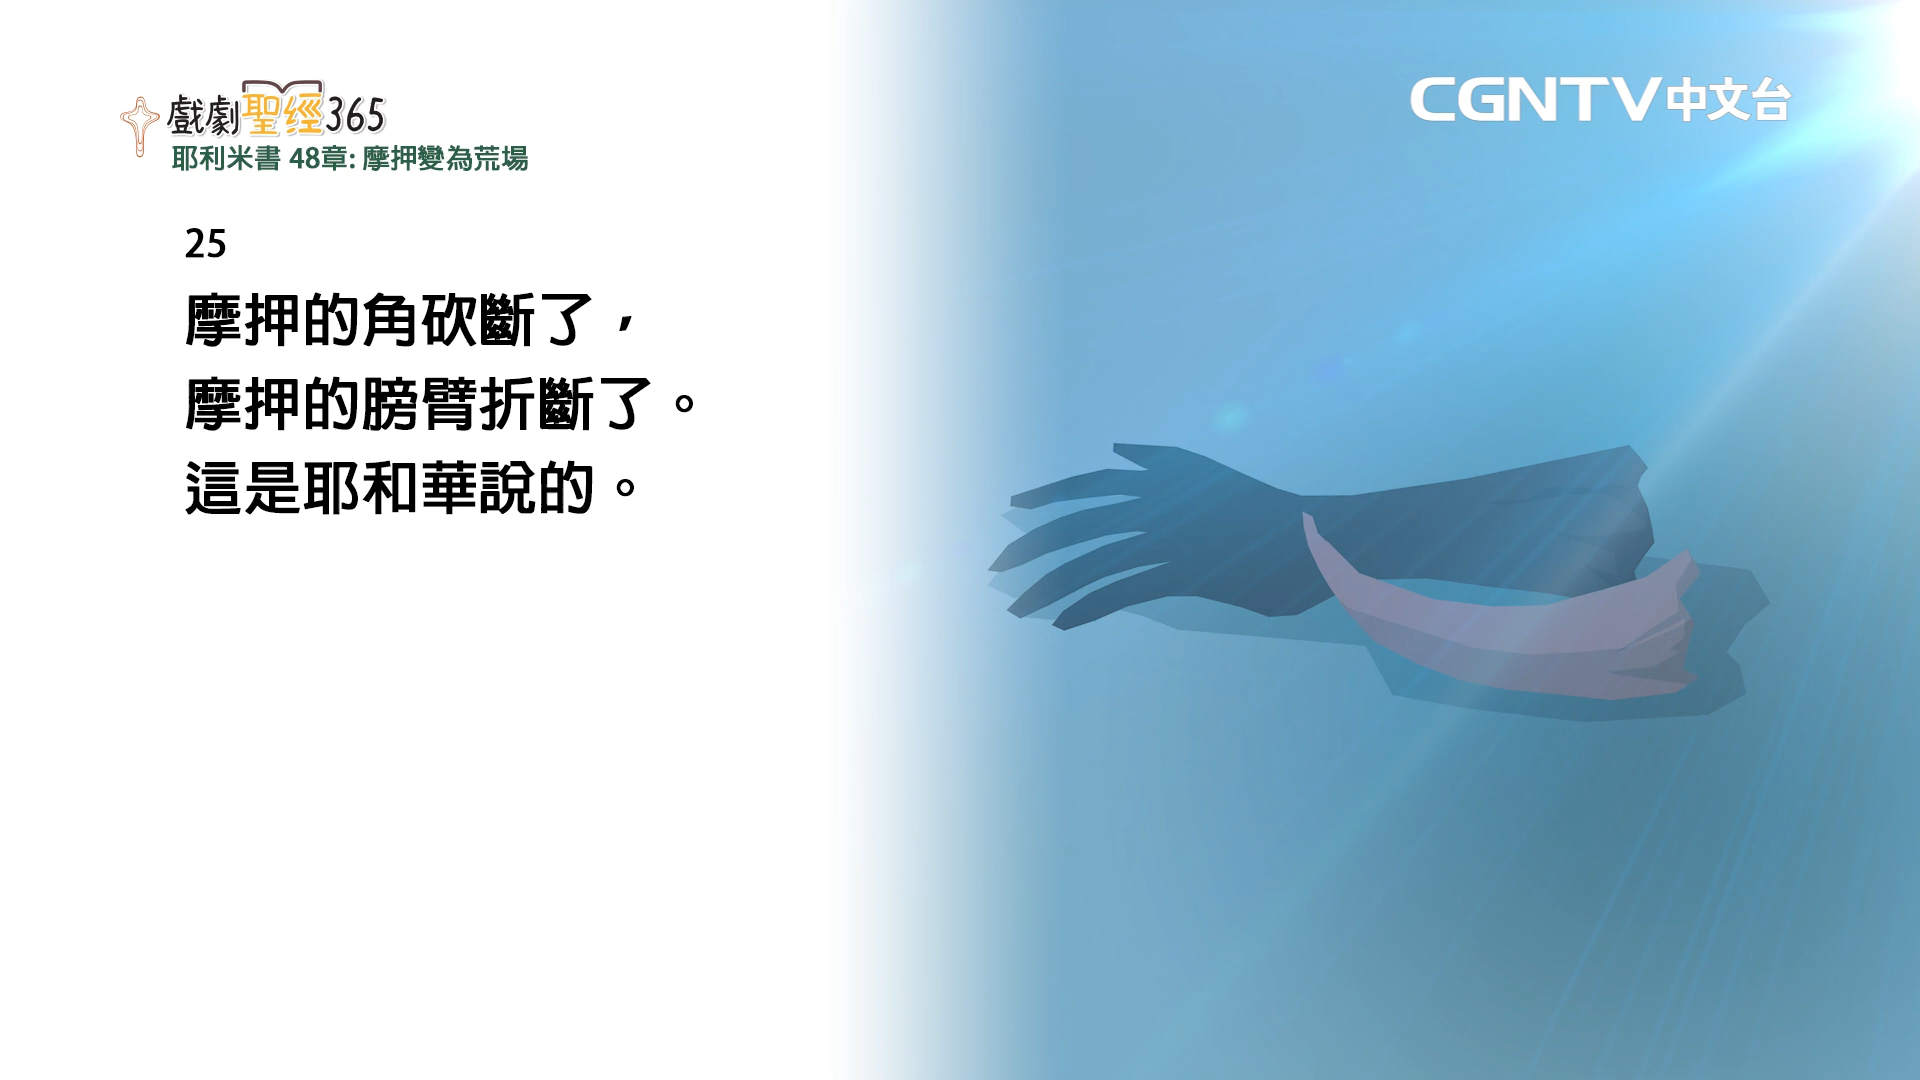 戲劇聖經365
CGNTV中文台
耶利米書 48章: 摩押變為荒場
25
摩押的角砍斷了，
摩押的膀臂折斷了。
這是耶和華說的。